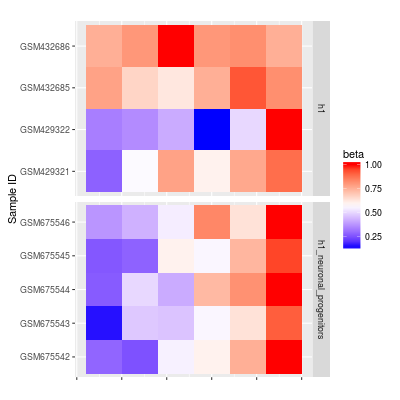 GSM432686
GSM432685
GSM429322
GSM429321
h1
GSM675546
GSM675545
GSM675544
GSM675543
GSM675542
h1_neuronal_progenitors
Sample ID
beta
1.00
0.75
0.50
0.25